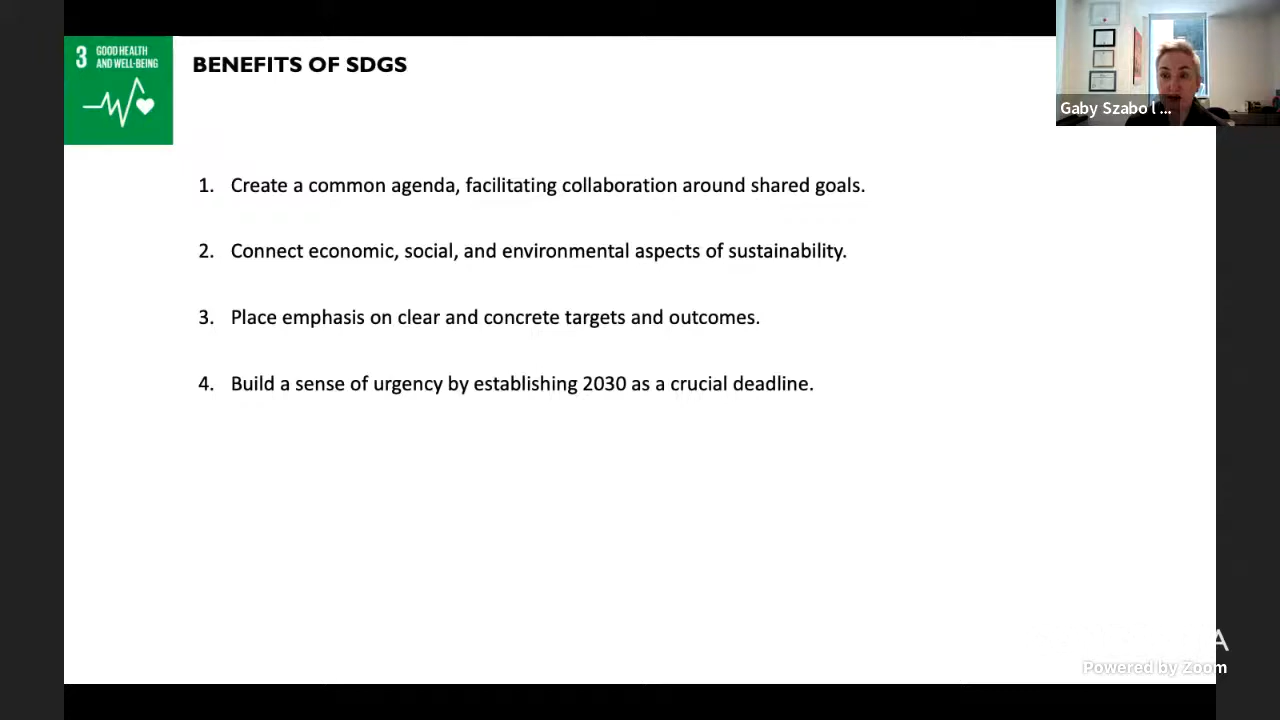 3 GOOD HEALTH
AND WELL-BEING
BENEFITS OF SDGS
Gaby Szabo l ...
1. Create a common agenda, facilitating collaboration around shared goals.
2. Connect economic, social, and environmental aspects of sustainability.
3. Place emphasis on clear and concrete targets and outcomes.
4. Build a sense of urgency by establishing 2030 as a crucial deadline.
A
Powered by Zoom